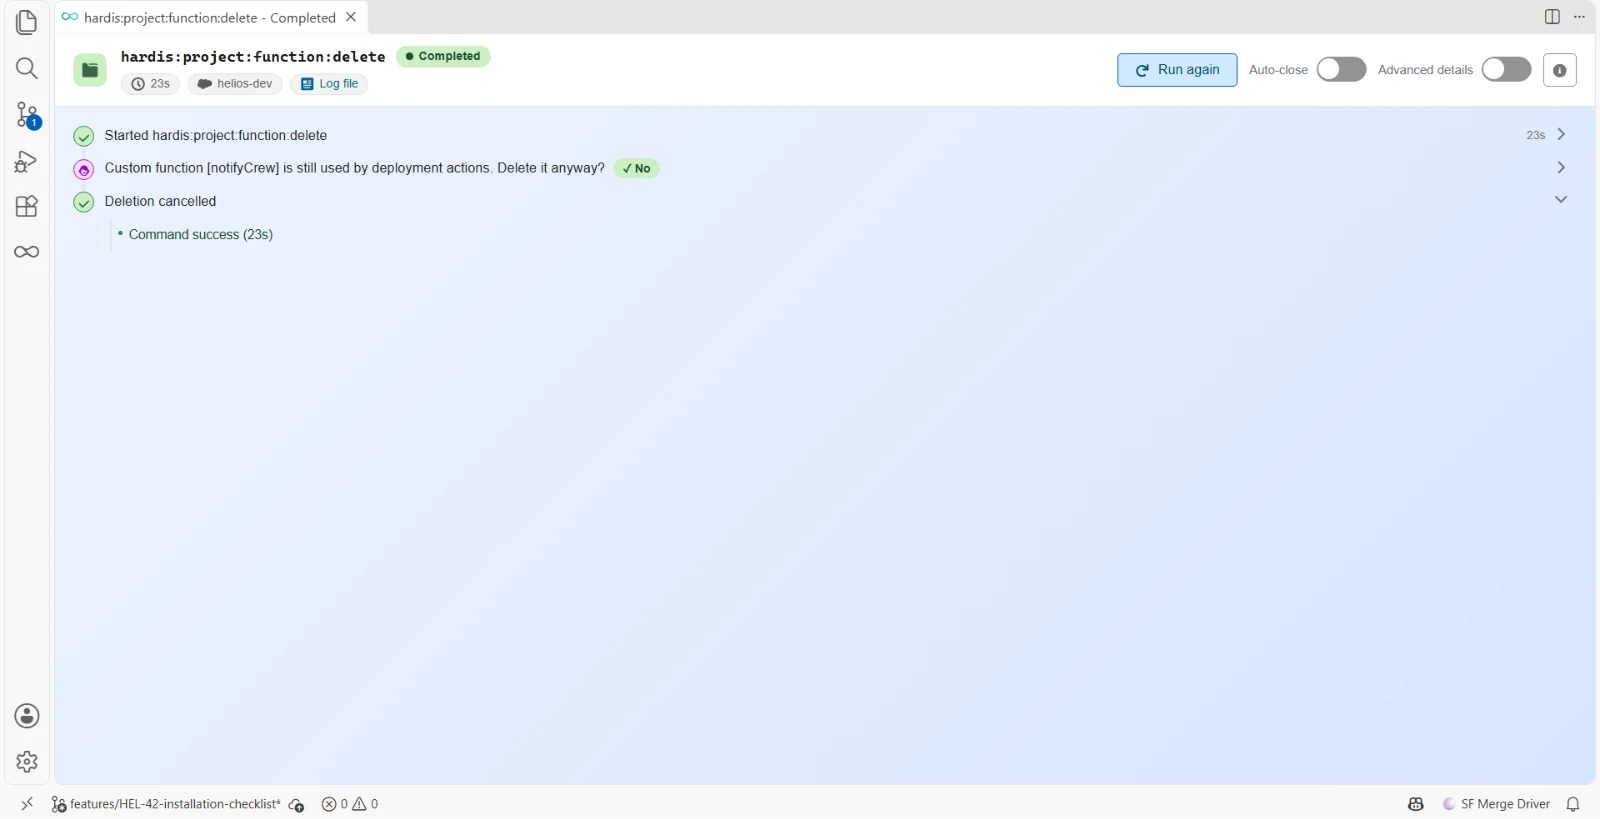 hardis:project:function:delete - Completed
hardis:project:function:delete
Completed
23s
helios-dev
Log file
Run again
Auto-close
Advanced details
Started hardis:project:function:delete
23s
Custom function [notifyCrew] is still used by deployment actions. Delete it anyway?
✓ No
Deletion cancelled
• Command success (23s)
1
features/HEL-42-installation-checklist*
0
0
SF Merge Driver